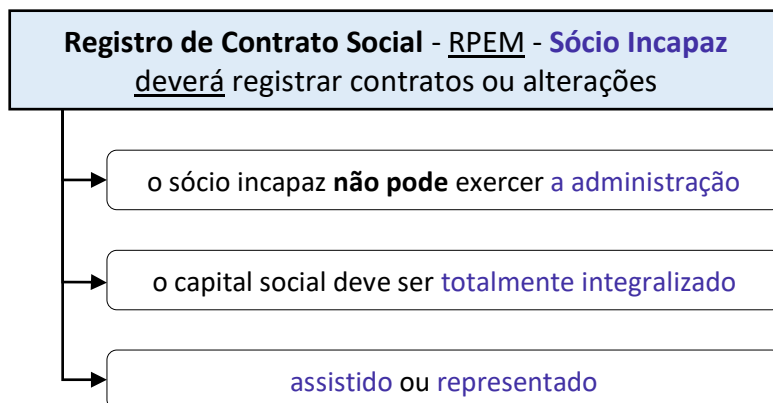 Registro de Contrato Social - RPEM - Sócio Incapaz
deverá registrar contratos ou alterações
o sócio incapaz não pode exercer a administração
o capital social deve ser totalmente integralizado
assistido ou representado